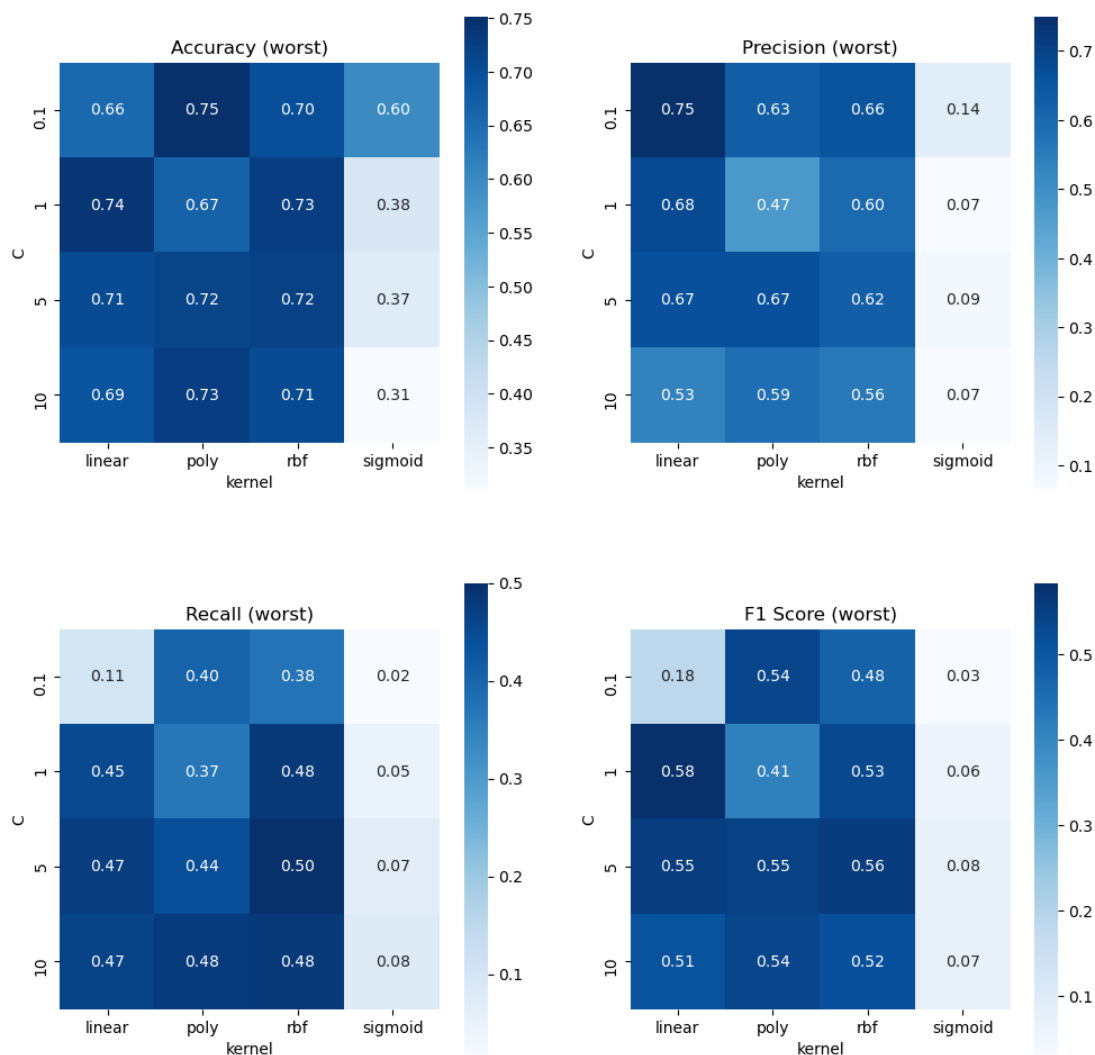 Accuracy (worst)
0.1 0.66 0.75 0.70 0.60
1 0.74 0.67 0.73 0.38
5 0.71 0.72 0.72 0.37
10 0.69 0.73 0.71 0.31
C
linear poly rbf sigmoid
kernel
0.75
0.70
0.65
0.60
0.55
0.50
0.45
0.40
0.35
Precision (worst)
0.1 0.75 0.63 0.66 0.14
1 0.68 0.47 0.60 0.07
5 0.67 0.67 0.62 0.09
10 0.53 0.59 0.56 0.07
C
linear poly rbf sigmoid
kernel
0.7
0.6
0.5
0.4
0.3
0.2
0.1
Recall (worst)
0.1 0.11 0.40 0.38 0.02
1 0.45 0.37 0.48 0.05
5 0.47 0.44 0.50 0.07
10 0.47 0.48 0.48 0.08
C
linear poly rbf sigmoid
kernel
0.5
0.4
0.3
0.2
0.1
F1 Score (worst)
0.1 0.18 0.54 0.48 0.03
1 0.58 0.41 0.53 0.06
5 0.55 0.55 0.56 0.08
10 0.51 0.54 0.52 0.07
C
linear poly rbf sigmoid
kernel
0.5
0.4
0.3
0.2
0.1